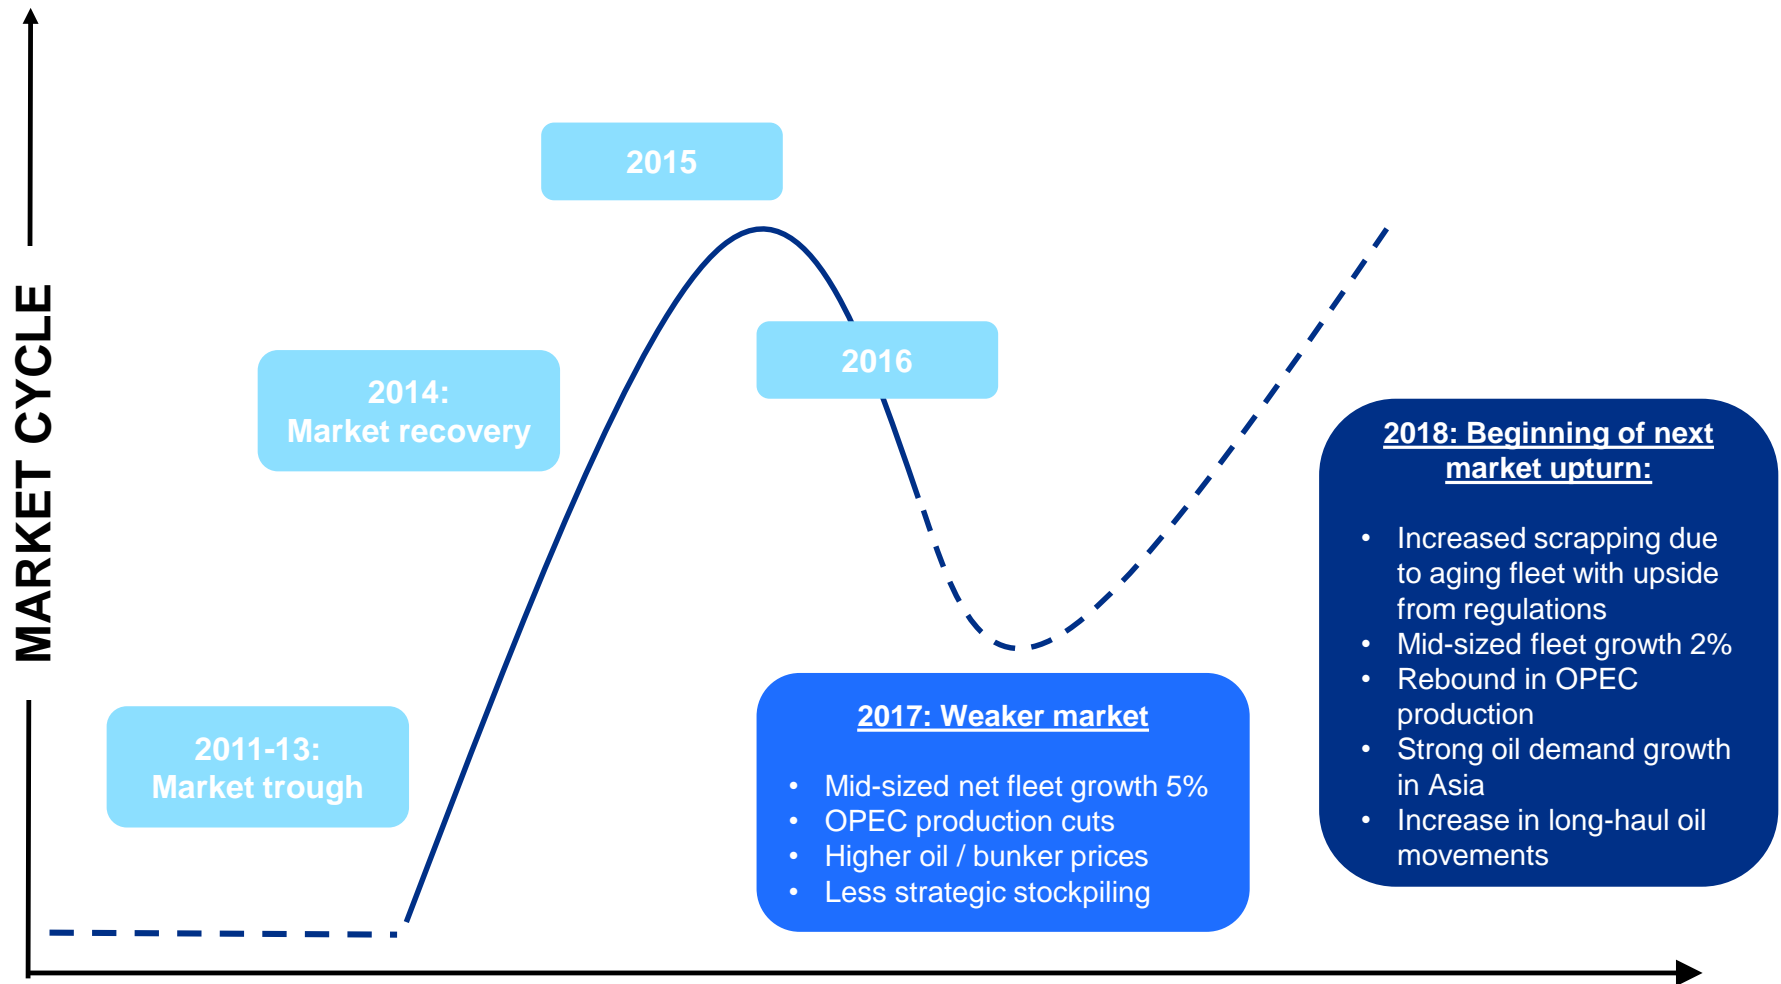 MARKET CYCLE
2015
2014:
Market recovery
2016
2011-13:
Market trough
2017: Weaker market
• Mid-sized net fleet growth 5%
• OPEC production cuts
• Higher oil / bunker prices
• Less strategic stockpiling
2018: Beginning of next
market upturn:
• Increased scrapping due
to aging fleet with upside
from regulations
• Mid-sized fleet growth 2%
• Rebound in OPEC
production
• Strong oil demand growth
in Asia
• Increase in long-haul oil
movements